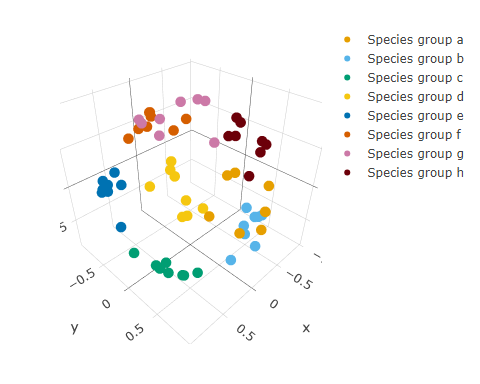 Species group a
Species group b
Species group c
Species group d
Species group e
Species group f
Species group g
Species group h
5
−0.5
0
0.5
y
−0.5
0
0.5
x